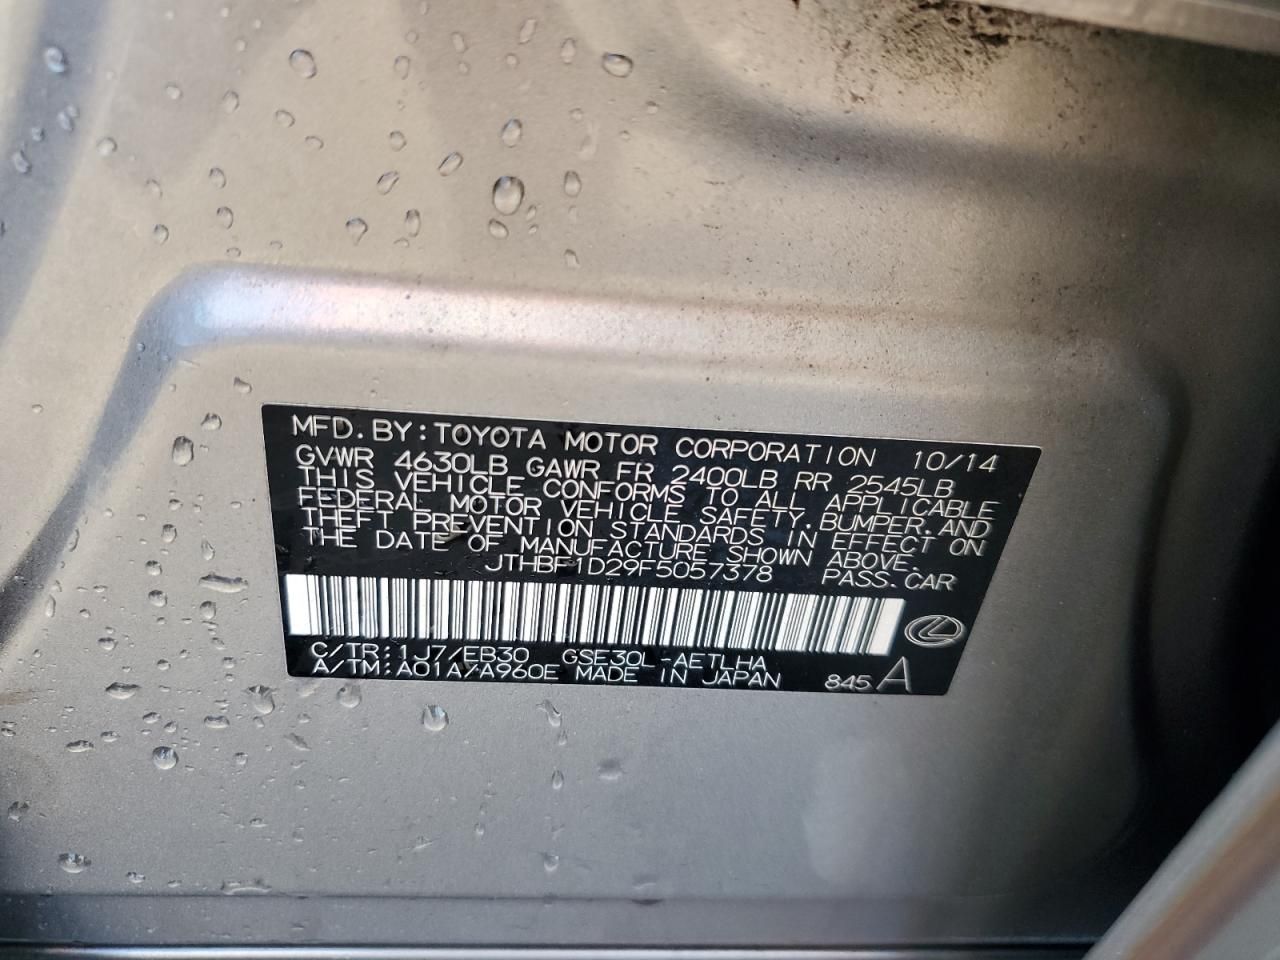 MFD. BY: TOYOTA MOTOR CORPORATION 10/14
GVWR 4630LB GAWR FR 2400LB RR 2545LB
THIS VEHICLE CONFORMS TO ALL APPLICABLE
FEDERAL MOTOR VEHICLE SAFETY, BUMPER, AND
THEFT PREVENTION STANDARDS IN EFFECT ON
THE DATE OF MANUFACTURE SHOWN ABOVE.
JTHBF1D29F5057378 PASS. CAR
C/TR: 1J7/EB30 GSE30L-AETLHA
A/TM: A01A/A960E MADE IN JAPAN 845 A